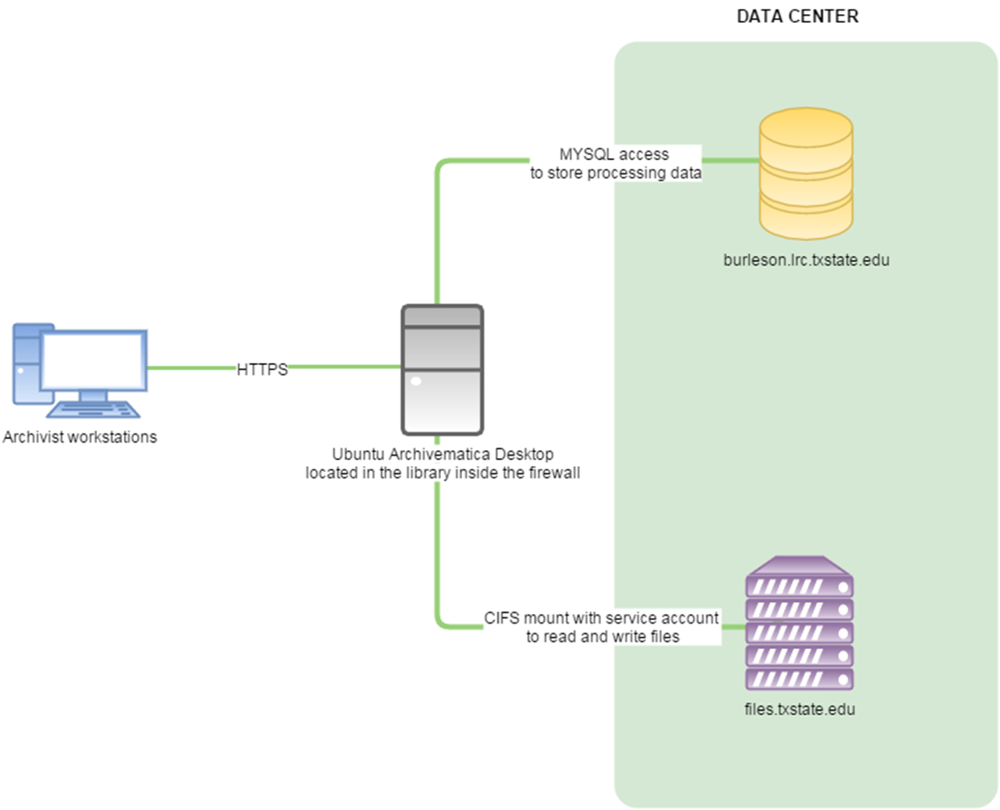 DATA CENTER
MYSQL access
to store processing data
burleson.lrc.txstate.edu
HTTPS
Archivist workstations
Ubuntu Archivematica Desktop
located in the library inside the firewall
CIFS mount with service account
to read and write files
files.txstate.edu